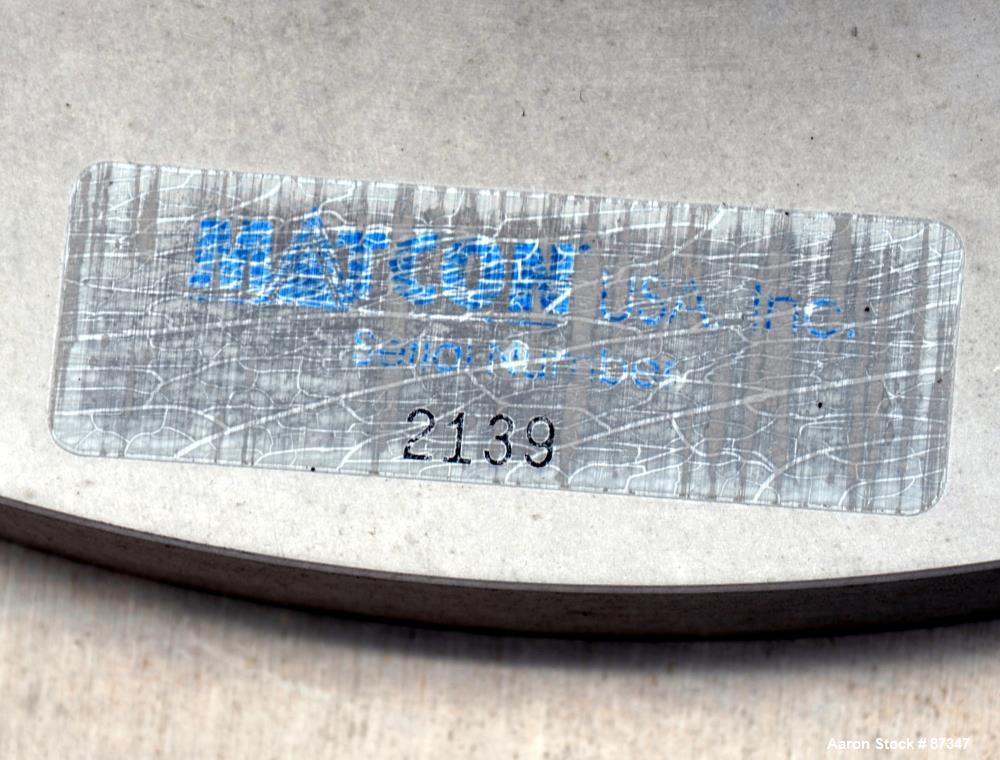 MATCON USA, Inc.
Serial Number
2139
Aaron Stock # 87347